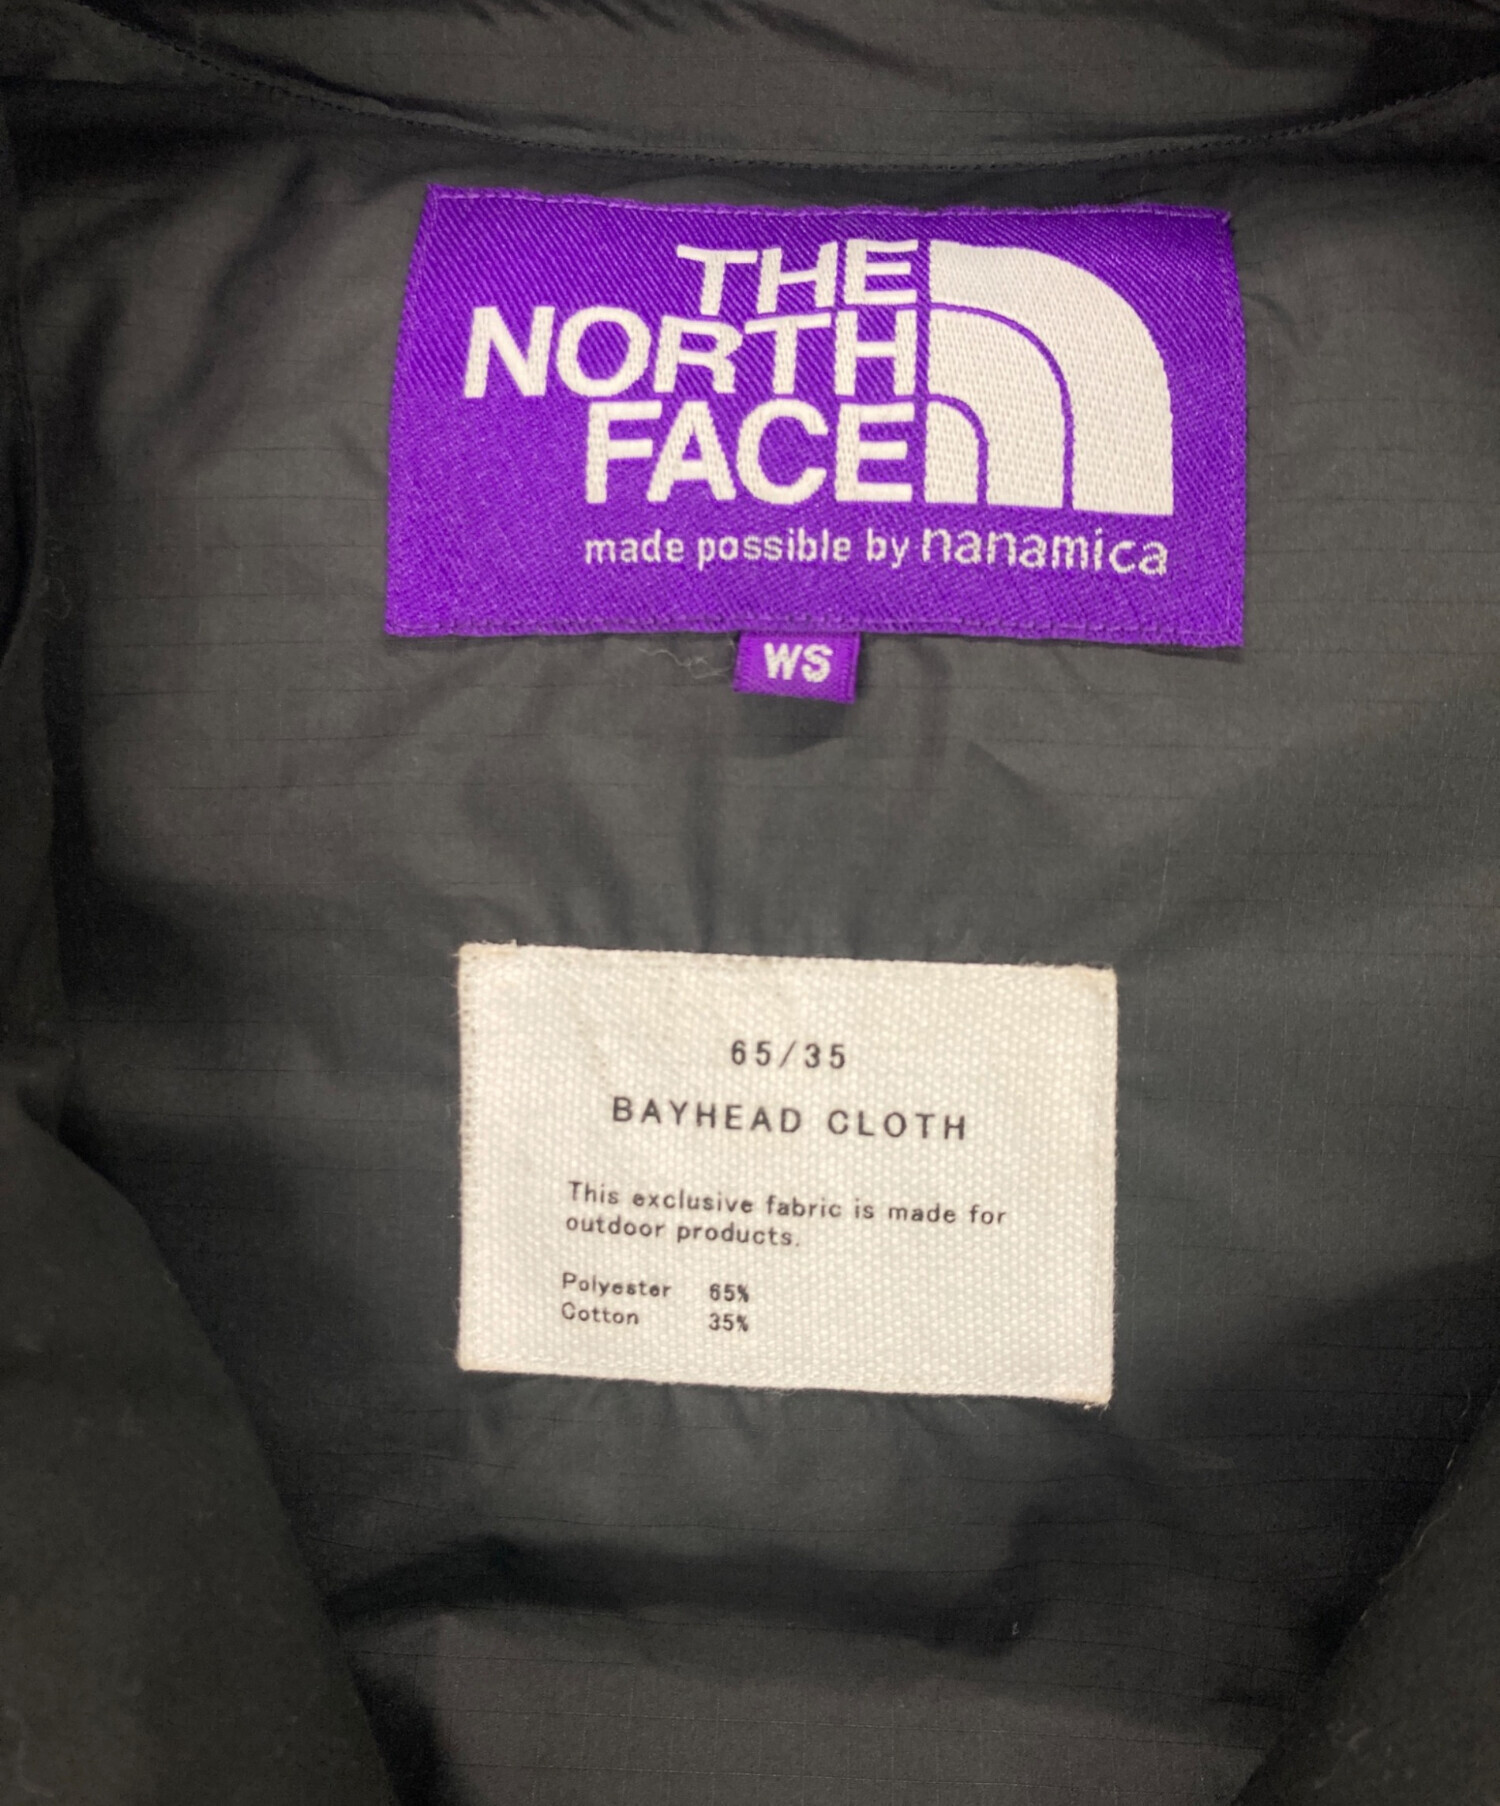 THE
NORTH
FACE
made possible by nanamica
WS
65/35
BAYHEAD CLOTH
This exclusive fabric is made for
outdoor products.
Polyester 65%
Cotton 35%